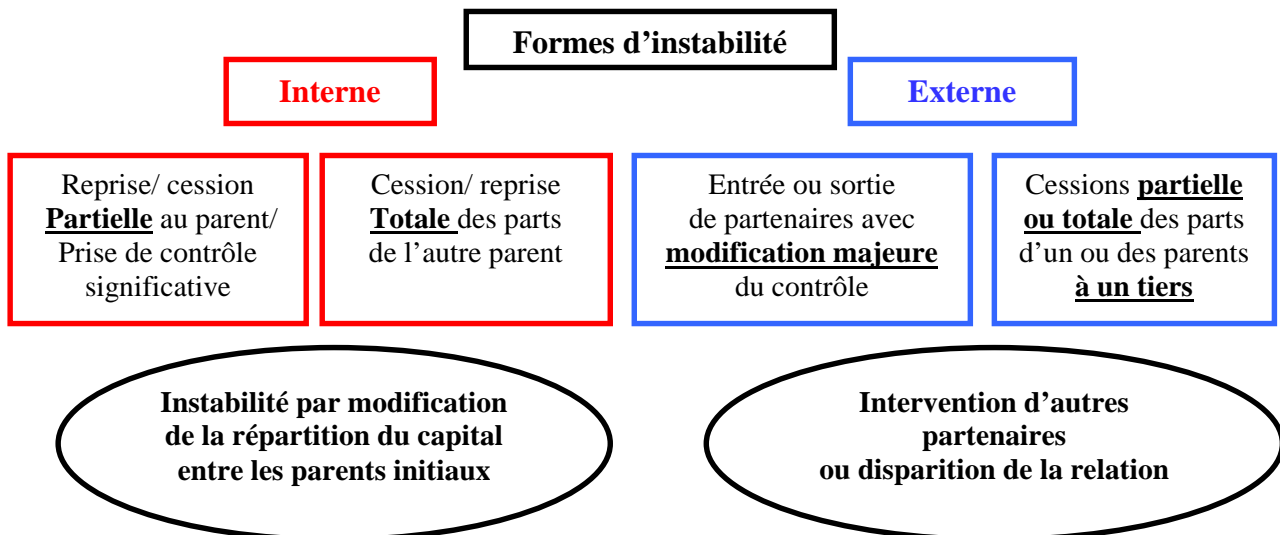 Formes d'instabilité
Interne
Externe
Reprise/ cession
Partielle au parent/
Prise de contrôle
significative
Cession/ reprise
Totale des parts
de l'autre parent
Entrée ou sortie
de partenaires avec
modification majeure
du contrôle
Cessions partielle
ou totale des parts
d'un ou des parents
à un tiers
Instabilité par modification
de la répartition du capital
entre les parents initiaux
Intervention d'autres
partenaires
ou disparition de la relation